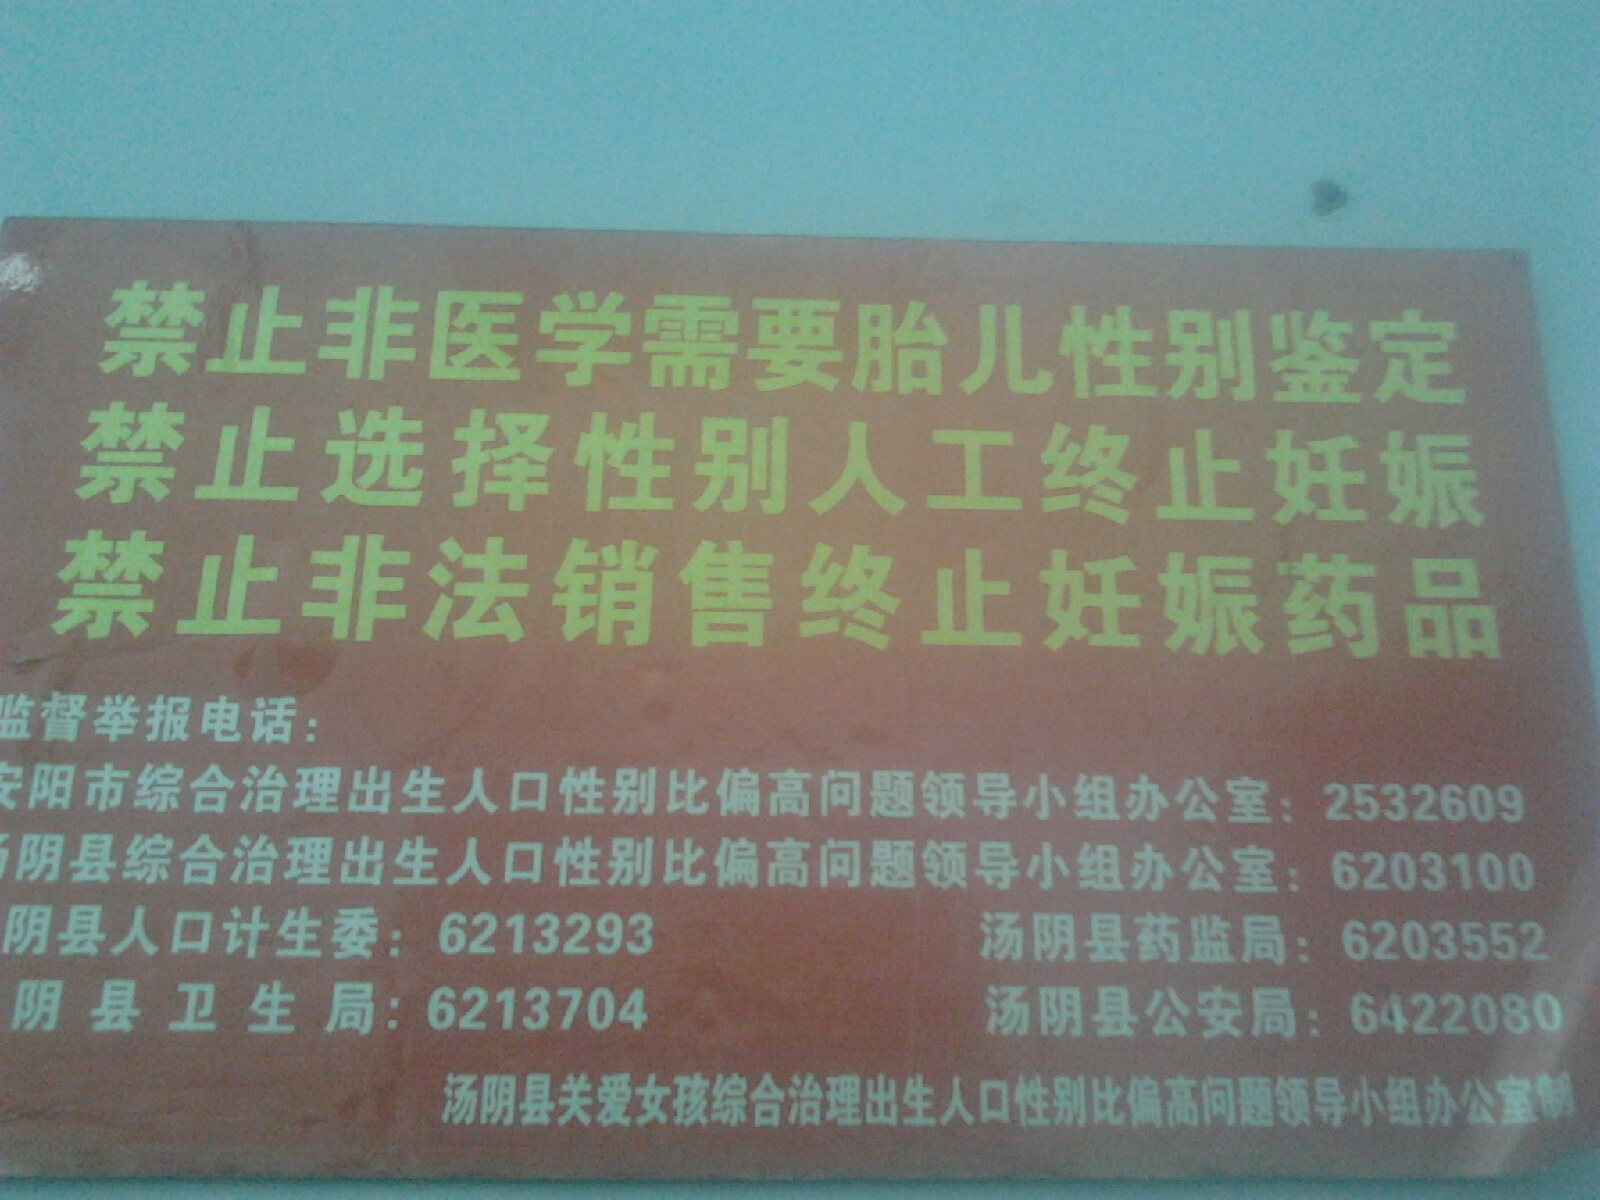 禁止非医学需要胎儿性别鉴定
禁止选择性别人工终止妊娠
禁止非法销售终止妊娠药品
监督举报电话：
安阳市综合治理出生人口性别比偏高问题领导小组办公室：2532609
汤阴县综合治理出生人口性别比偏高问题领导小组办公室：6203100
阴县人口计生委：6213293 汤阴县药监局：6203552
阴县卫生局：6213704 汤阴县公安局：6422080
汤阴县关爱女孩综合治理出生人口性别比偏高问题领导小组办公室制